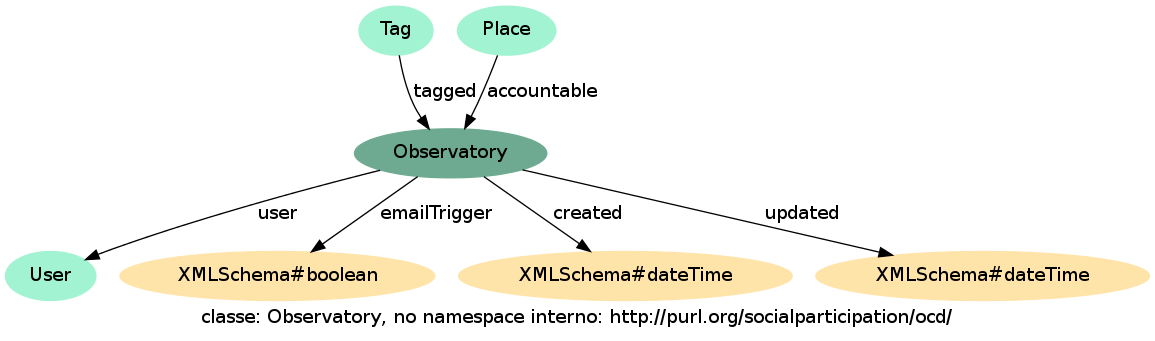 Tag
Place
tagged
accountable
Observatory
user
emailTrigger
created
updated
User
XMLSchema#boolean
XMLSchema#dateTime
XMLSchema#dateTime
classe: Observatory, no namespace interno: http://purl.org/socialparticipation/ocd/